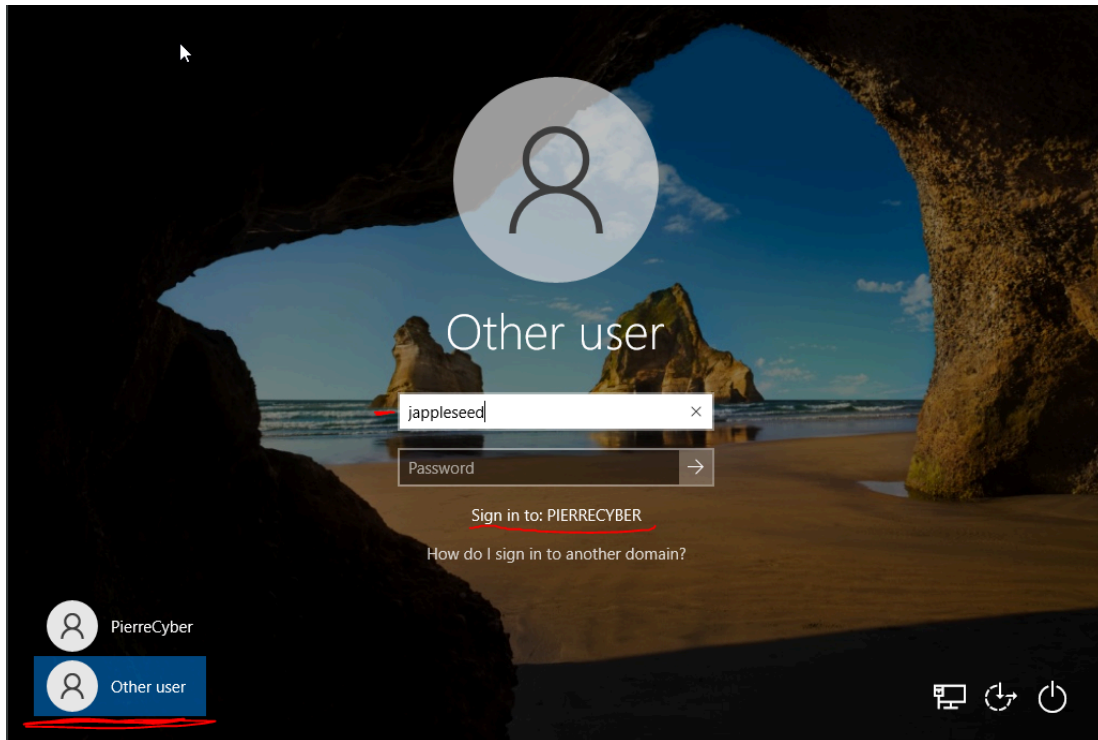 Other user
jappleseed
Password
Sign in to: PIERRECYBER
How do I sign in to another domain?
PierreCyber
Other user